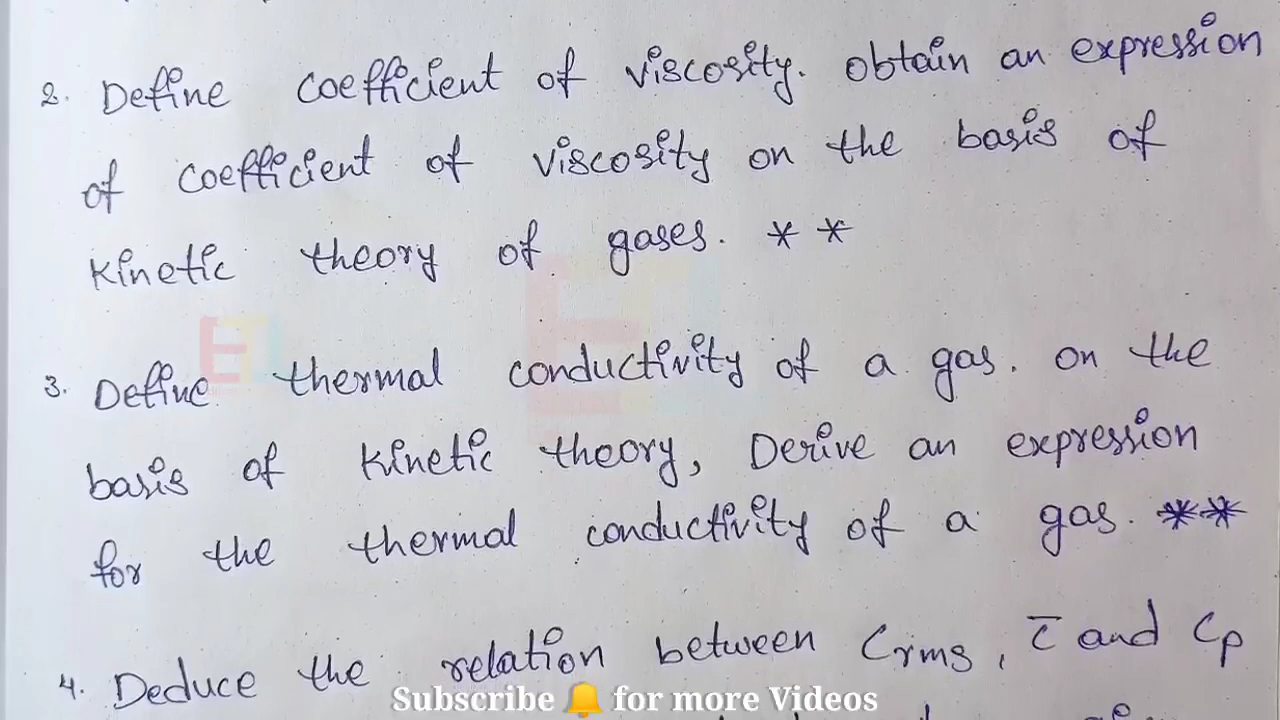 2. Define coefficient of viscosity. obtain an expression
of coefficient of viscosity on the basis of
Kinetic theory of gases. **
3. Define thermal conductivity of a gas. on the
basis of Kinetic theory, Derive an expression
for the thermal conductivity of a gas. **
4. Deduce the relation between Crms, c̄ and Cp
Subscribe 🔔 for more Videos